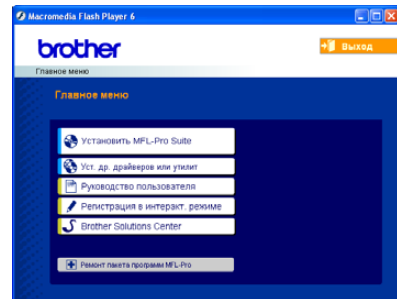 Macromedia Flash Player 6
brother
Выход
Главное меню
Главное меню
Установить MFL-Pro Suite
Уст. др. драйверов или утилит
Руководство пользователя
Регистрация в интеракт. режиме
Brother Solutions Center
Ремонт пакета программ MFL-Pro